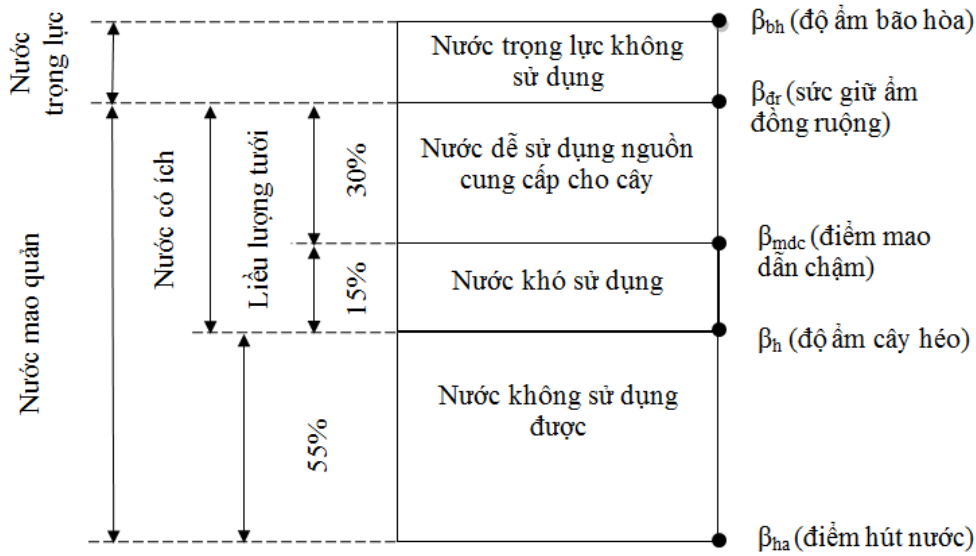 Nước
trọng lực
Nước mao quản
Nước có ích
Liều lượng tưới
30%
15%
55%
Nước trọng lực không
sử dụng
Nước dễ sử dụng nguồn
cung cấp cho cây
Nước khó sử dụng
Nước không sử dụng
được
βbh (độ ẩm bão hòa)
βđr (sức giữ ẩm
đồng ruộng)
βmdc (điểm mao
dẫn chậm)
βh (độ ẩm cây héo)
βha (điểm hút nước)